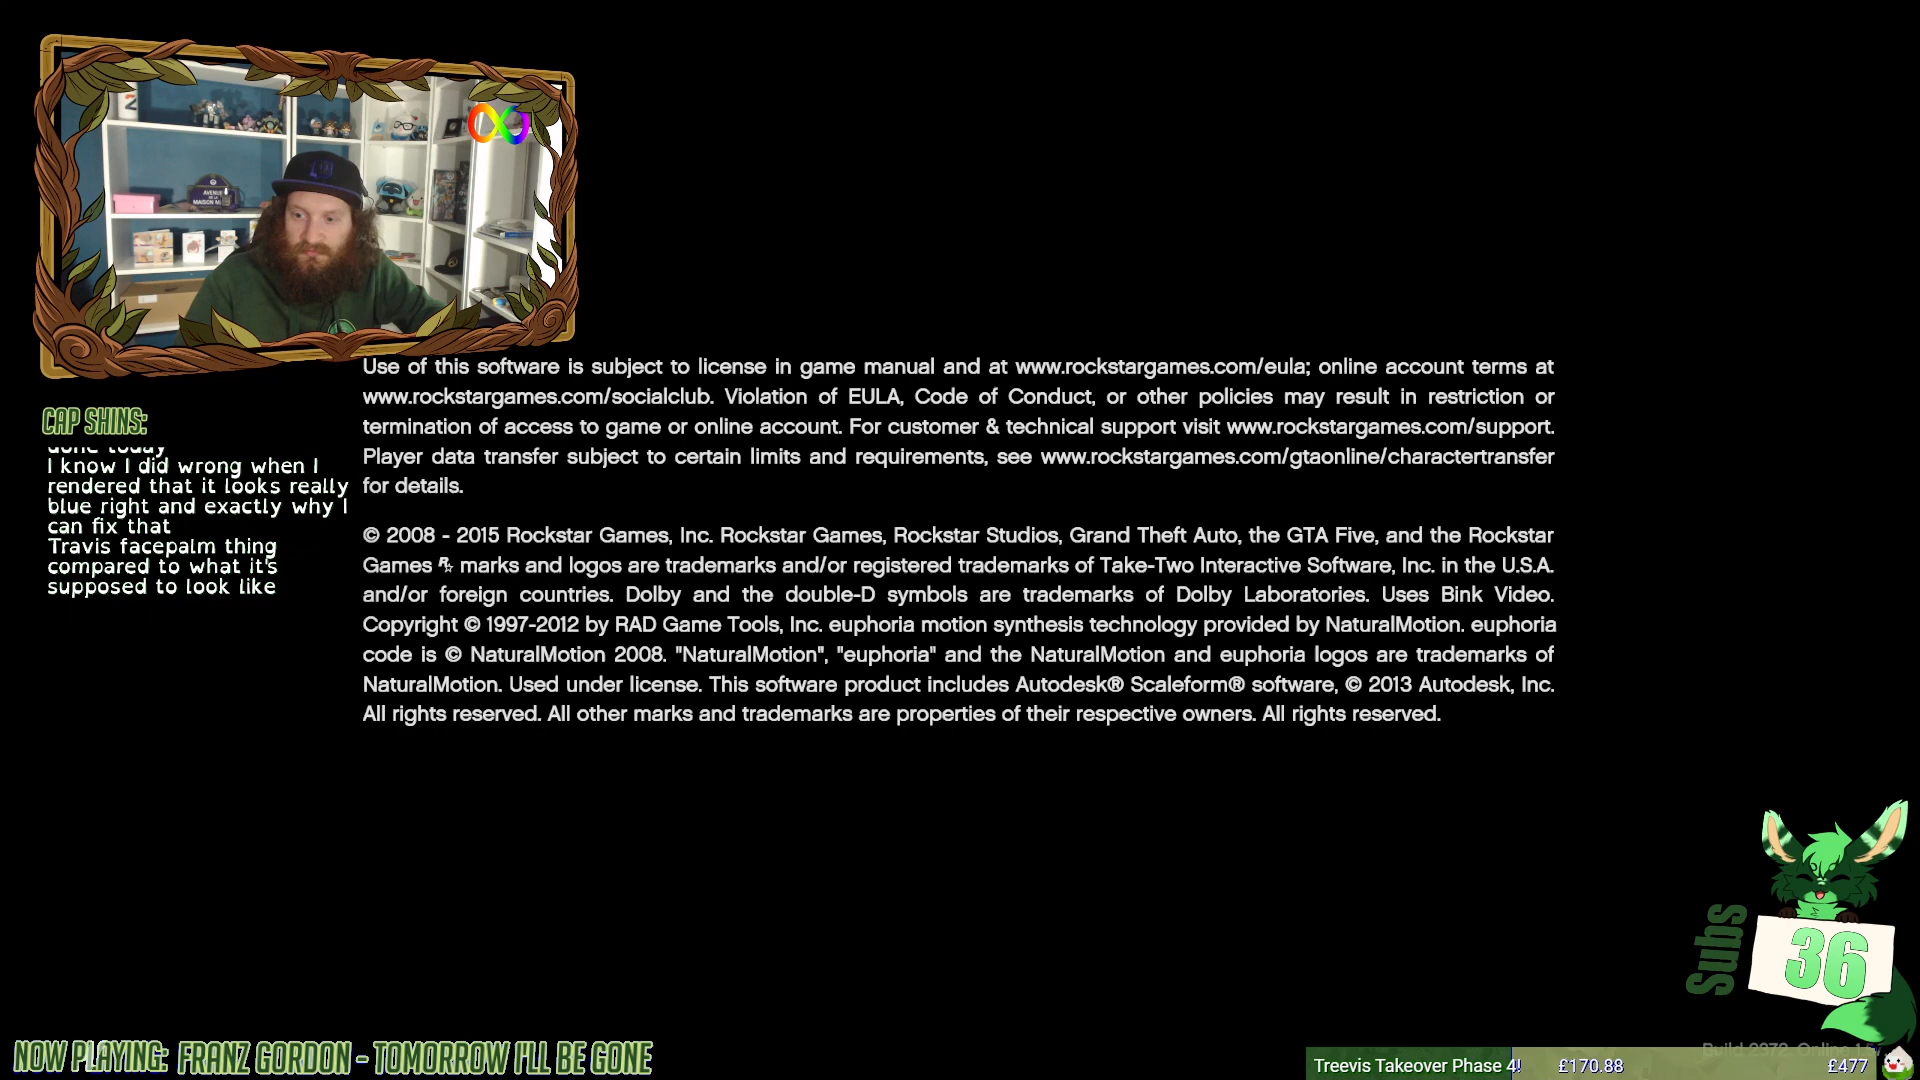 AVENUE
MAISON
CAP SHINS:
done today
I know I did wrong when I
rendered that it looks really
blue right and exactly why I
can fix that
Travis facepalm thing
compared to what it's
supposed to look like
Use of this software is subject to license in game manual and at www.rockstargames.com/eula; online account terms at
www.rockstargames.com/socialclub. Violation of EULA, Code of Conduct, or other policies may result in restriction or
termination of access to game or online account. For customer & technical support visit www.rockstargames.com/support.
Player data transfer subject to certain limits and requirements, see www.rockstargames.com/gtaonline/charactertransfer
for details.
© 2008 - 2015 Rockstar Games, Inc. Rockstar Games, Rockstar Studios, Grand Theft Auto, the GTA Five, and the Rockstar
Games R★ marks and logos are trademarks and/or registered trademarks of Take-Two Interactive Software, Inc. in the U.S.A.
and/or foreign countries. Dolby and the double-D symbols are trademarks of Dolby Laboratories. Uses Bink Video.
Copyright © 1997-2012 by RAD Game Tools, Inc. euphoria motion synthesis technology provided by NaturalMotion. euphoria
code is © NaturalMotion 2008. "NaturalMotion", "euphoria" and the NaturalMotion and euphoria logos are trademarks of
NaturalMotion. Used under license. This software product includes Autodesk® Scaleform® software, © 2013 Autodesk, Inc.
All rights reserved. All other marks and trademarks are properties of their respective owners. All rights reserved.
Subs
36
NOW PLAYING: FRANZ GORDON - TOMORROW I'LL BE GONE
Build 2372, Online
Treevis Takeover Phase 4! £170.88 £477